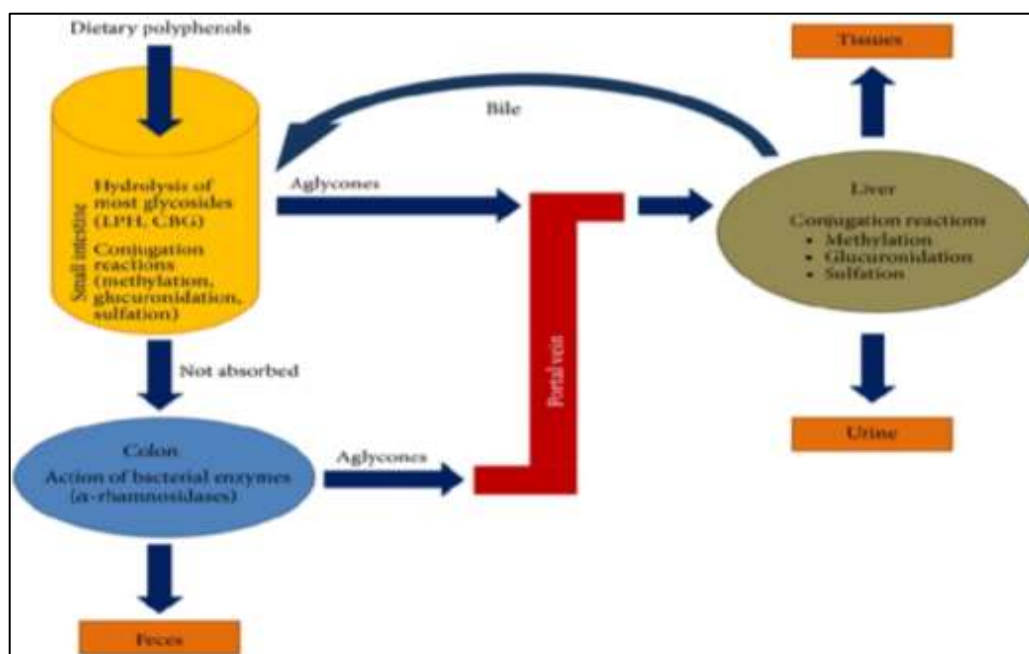 Dietary polyphenols
Small intesting
Hydrolysis of
most glycosides
(LPH, CBG)
Conjugation
reactions
(methylation,
glucuronidation,
sulfation)
Not absorbed
Colon
Action of bacterial enzymes
(α-rhamnosidases)
Feces
Bile
Aglycones
Aglycones
Portal vein
Tissues
Liver
Conjugation reactions
• Methylation
• Glucuronidation
• Sulfation
Urine